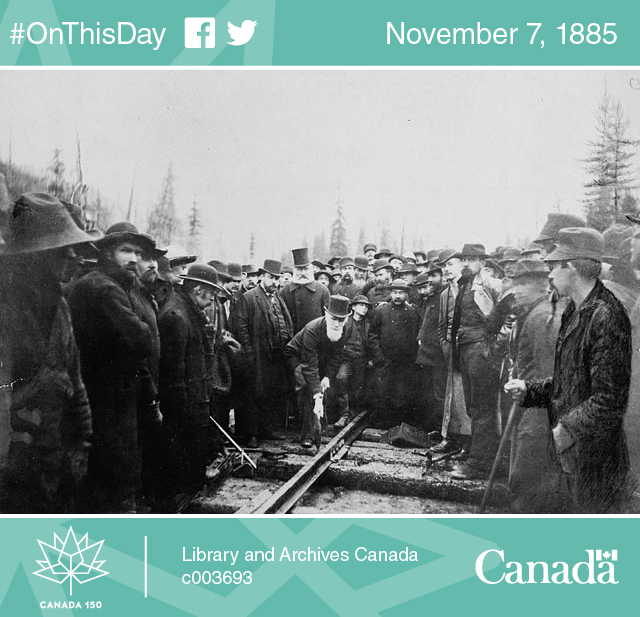 #OnThisDay
November 7, 1885
CANADA 150
Library and Archives Canada
c003693
Canada